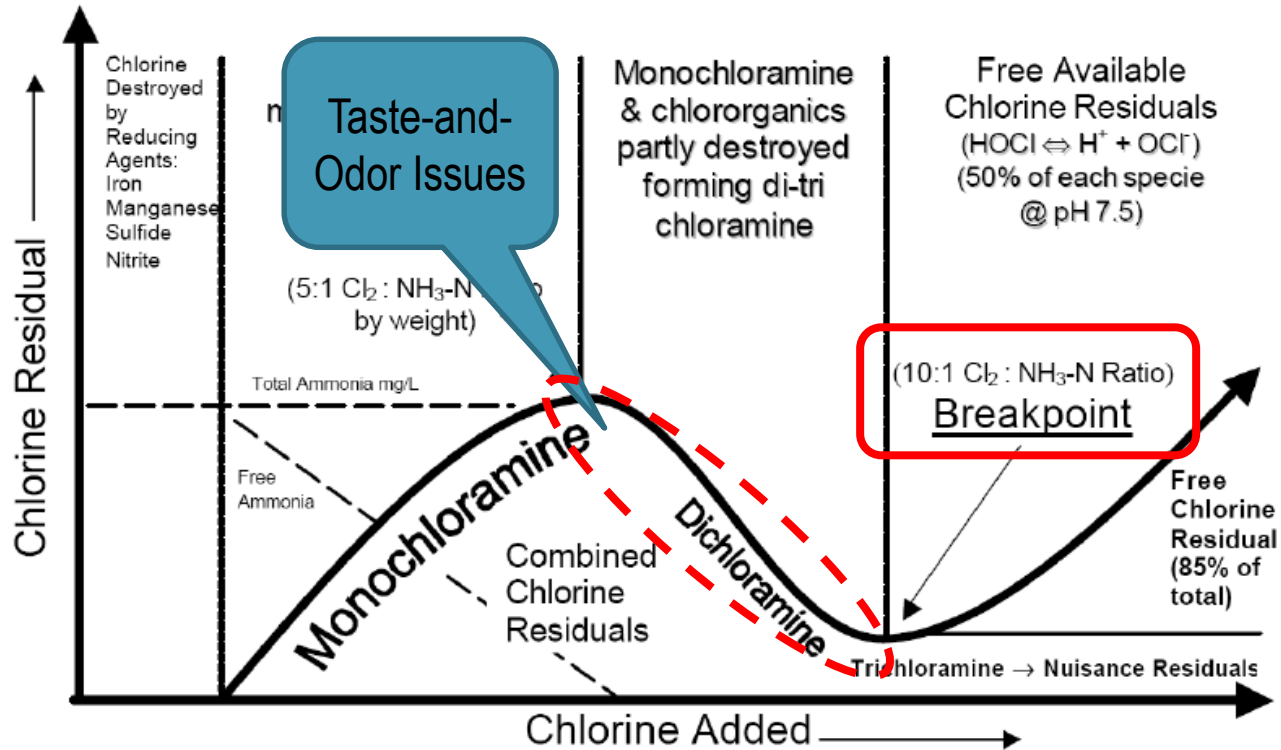 Chlorine Residual
Chlorine
Destroyed
by
Reducing
Agents:
Iron
Manganese
Sulfide
Nitrite
Taste-and-
Odor Issues
(5:1 Cl₂ : NH₃-N
by weight)
Monochloramine
& chlororganics
partly destroyed
forming di-tri
chloramine
Free Available
Chlorine Residuals
(HOCl ⇔ H⁺ + OCl⁻)
(50% of each specie
@ pH 7.5)
(10:1 Cl₂ : NH₃-N Ratio)
Breakpoint
Total Ammonia mg/L
Free
Ammonia
Monochloramine
Combined
Chlorine
Residuals
Dichloramine
Free
Chlorine
Residual
(85% of
total)
Trichloramine → Nuisance Residuals
Chlorine Added